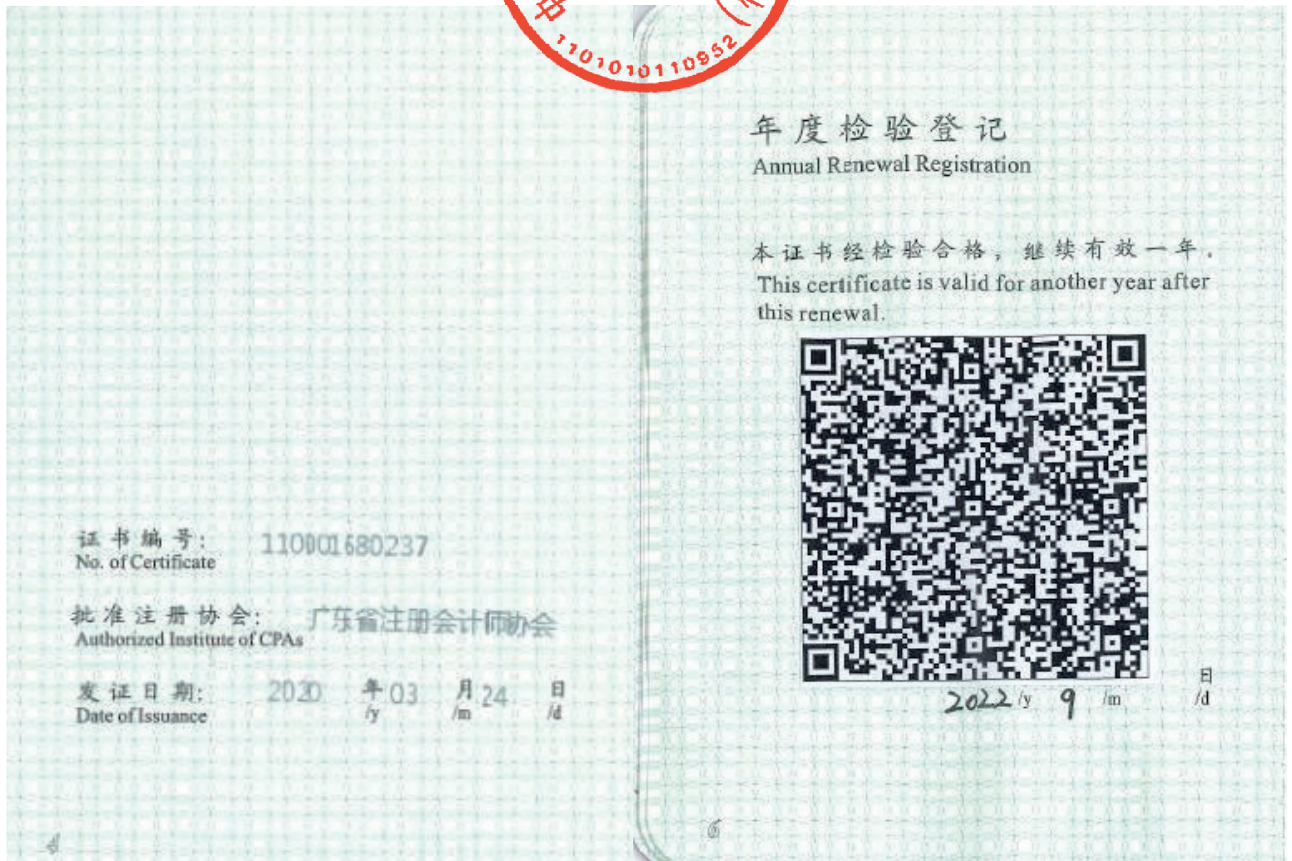 1101010110952
证书编号: 110001680237
No. of Certificate
批准注册协会: 广东省注册会计师协会
Authorized Institute of CPAs
发证日期: 2020 年 03 月 24 日
Date of Issuance /y /m /d
4
年度检验登记
Annual Renewal Registration
本证书经检验合格，继续有效一年.
This certificate is valid for another year after
this renewal.
日
2022 /y 9 /m /d
6